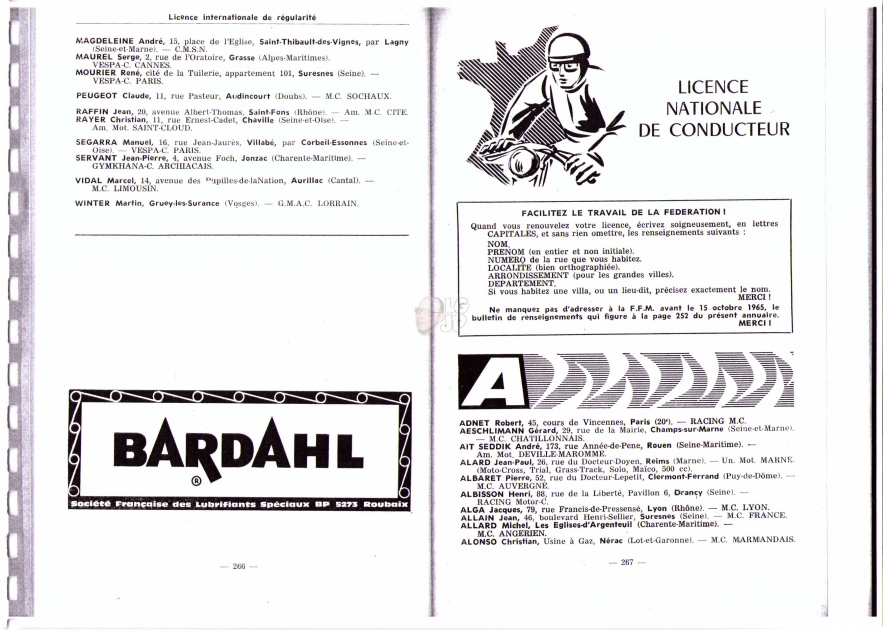 Licence internationale de régularité
MAGDELEINE André, 15, place de l'Eglise, Saint-Thibault-des-Vignes, par Lagny
(Seine-et-Marne). — C.M.S.N.
MAUREL Serge, 2, rue de l'Oratoire, Grasse (Alpes-Maritimes).
VESPA-C. CANNES.
MOURIER René, cité de la Tuilerie, appartement 101, Suresnes (Seine). —
VESPA-C. PARIS.
PEUGEOT Claude, 11, rue Pasteur, Audincourt (Doubs). — M.C. SOCHAUX.
RAFFIN Jean, 20, avenue Albert-Thomas, Saint-Fons (Rhône). — Am. M.C. CITE.
RAYER Christian, 11, rue Ernest-Cadet, Chaville (Seine-et-Oise). —
Am. Mot. SAINT-CLOUD.
SEGARRA Manuel, 16, rue Jean-Jaurès, Villabé, par Corbeil-Essonnes (Seine-et-
Oise). — VESPA-C. PARIS.
SERVANT Jean-Pierre, 4, avenue Foch, Jonzac (Charente-Maritime). —
GYMKHANA-C. ARCHIACAIS.
VIDAL Marcel, 14, avenue des Pupilles-de-laNation, Aurillac (Cantal). —
M.C. LIMOUSIN.
WINTER Martin, Gruey-les-Surance (Vosges). — G.M.A.C. LORRAIN.
BARDAHL
®
Société Française des Lubrifiants Spéciaux BP 5273 Roubaix
— 266 —
LICENCE
NATIONALE
DE CONDUCTEUR
FACILITEZ LE TRAVAIL DE LA FEDERATION !
Quand vous renouvelez votre licence, écrivez soigneusement, en lettres
CAPITALES, et sans rien omettre, les renseignements suivants :
NOM.
PRENOM (en entier et non initiale).
NUMERO de la rue que vous habitez.
LOCALITE (bien orthographiée).
ARRONDISSEMENT (pour les grandes villes).
DEPARTEMENT.
Si vous habitez une villa, ou un lieu-dit, précisez exactement le nom.
MERCI !
Ne manquez pas d'adresser à la F.F.M. avant le 15 octobre 1965, le
bulletin de renseignements qui figure à la page 252 du présent annuaire.
MERCI !
A
ADNET Robert, 45, cours de Vincennes, Paris (20e). — RACING M.C.
AESCHLIMANN Gérard, 29, rue de la Mairie, Champs-sur-Marne (Seine-et-Marne).
— M.C. CHATILLONNAIS.
AIT SEDDIK André, 173, rue Année-de-Pene, Rouen (Seine-Maritime). —
Am. Mot. DEVILLE-MAROMME.
ALARD Jean-Paul, 26, rue du Docteur-Doyen, Reims (Marne). — Un. Mot. MARNE.
(Moto-Cross, Trial, Grass-Track, Solo, Maïco, 500 cc).
ALBARET Pierre, 52, rue du Docteur-Lepetit, Clermont-Ferrand (Puy-de-Dôme). —
M.C. AUVERGNE.
ALBISSON Henri, 88, rue de la Liberté, Pavillon 6, Drancy (Seine). —
RACING Motor-C.
ALGA Jacques, 79, rue Francis-de-Pressensé, Lyon (Rhône). — M.C. LYON.
ALLAIN Jean, 46, boulevard Henri-Sellier, Suresnes (Seine). — M.C. FRANCE.
ALLARD Michel, Les Eglises-d'Argenteuil (Charente-Maritime). —
M.C. ANGERIEN.
ALONSO Christian, Usine à Gaz, Nérac (Lot-et-Garonne). — M.C. MARMANDAIS.
— 267 —